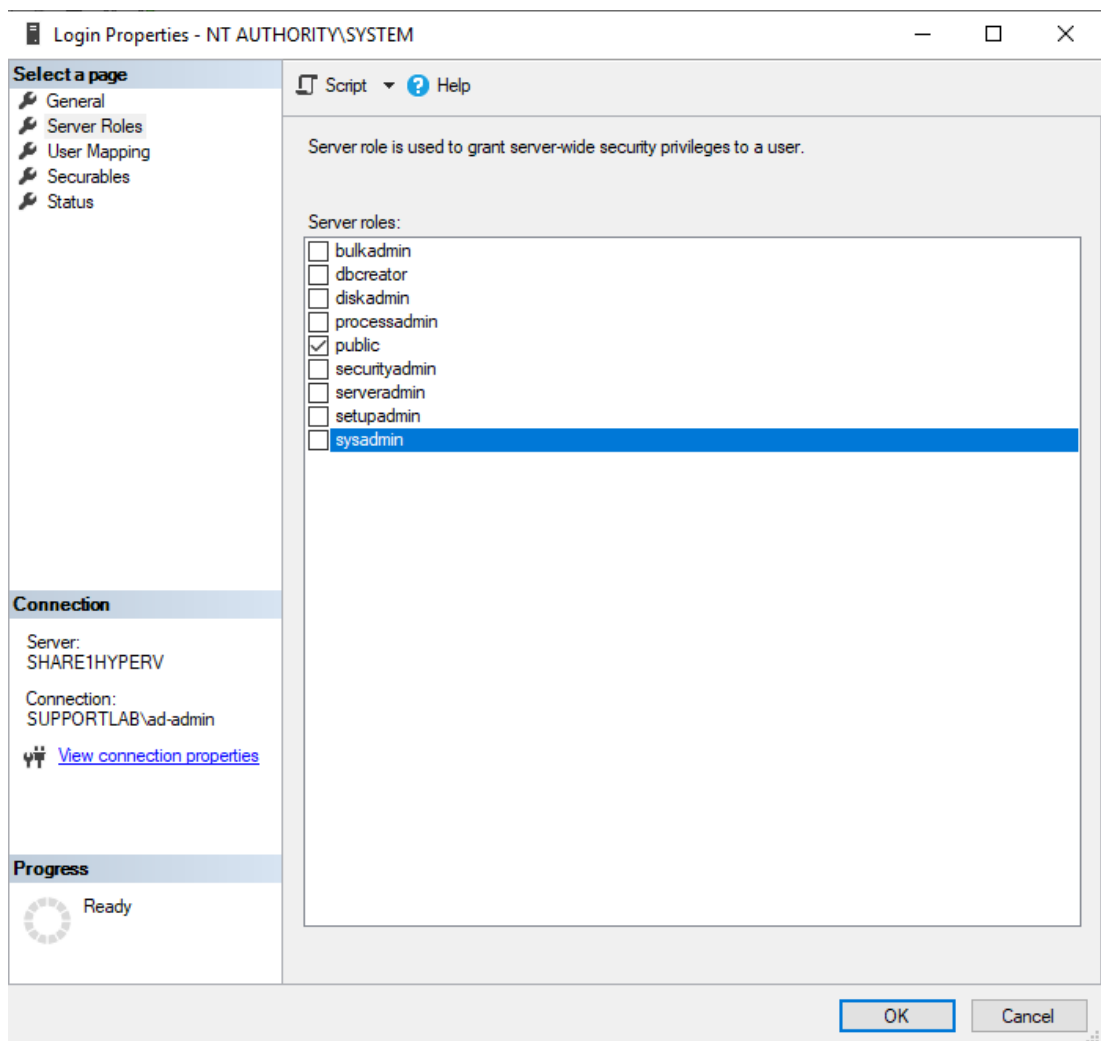 Login Properties - NT AUTHORITY\SYSTEM
Select a page
General
Server Roles
User Mapping
Securables
Status
Script
Help
Server role is used to grant server-wide security privileges to a user.
Server roles:
bulkadmin
dbcreator
diskadmin
processadmin
public
securityadmin
serveradmin
setupadmin
sysadmin
Connection
Server:
SHARE1HYPERV
Connection:
SUPPORTLAB\ad-admin
View connection properties
Progress
Ready
OK
Cancel